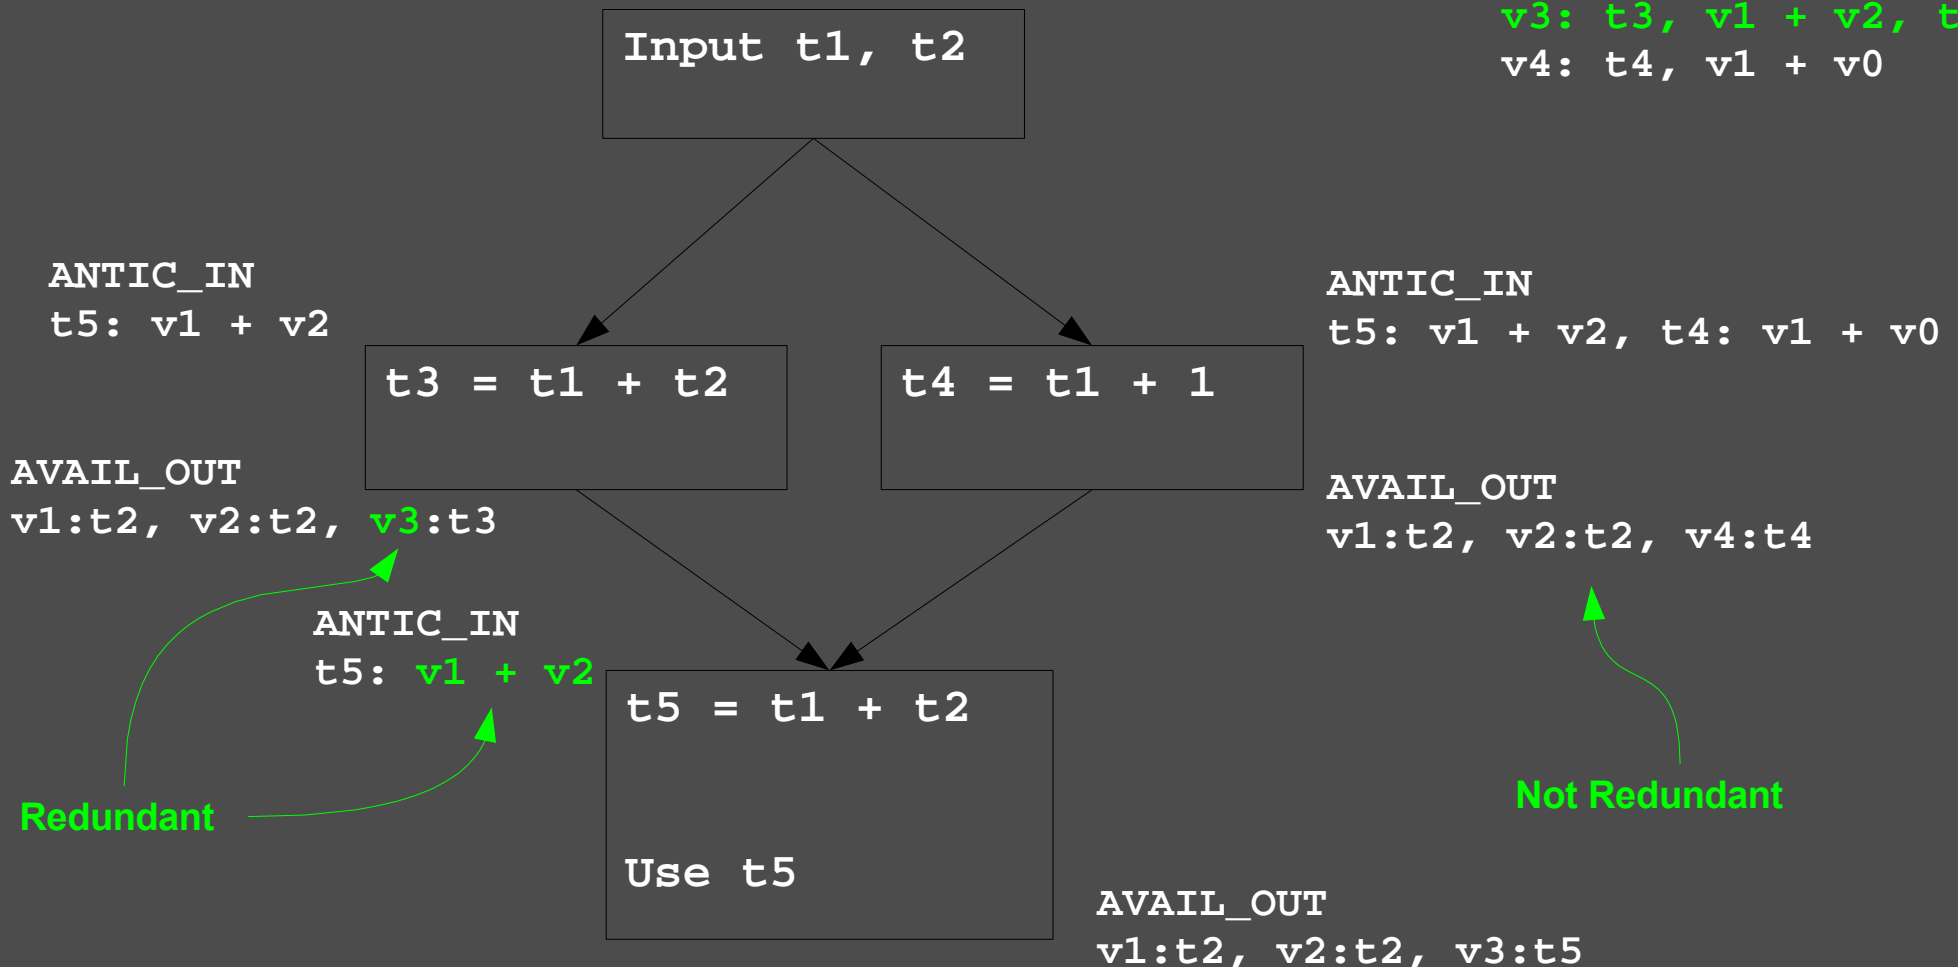 Input t1, t2
v3: t3, v1 + v2, t
v4: t4, v1 + v0
ANTIC_IN
t5: v1 + v2
ANTIC_IN
t5: v1 + v2, t4: v1 + v0
t3 = t1 + t2
t4 = t1 + 1
AVAIL_OUT
v1:t2, v2:t2, v3:t3
AVAIL_OUT
v1:t2, v2:t2, v4:t4
ANTIC_IN
t5: v1 + v2
t5 = t1 + t2
Redundant
Not Redundant
Use t5
AVAIL_OUT
v1:t2, v2:t2, v3:t5